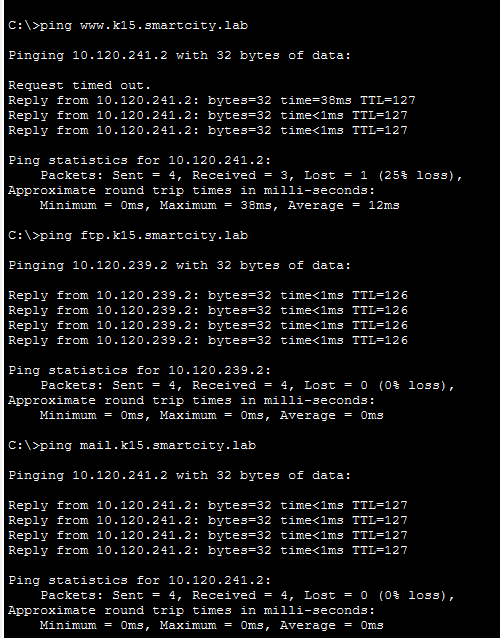 C:\>ping www.k15.smartcity.lab
Pinging 10.120.241.2 with 32 bytes of data:
Request timed out.
Reply from 10.120.241.2: bytes=32 time=38ms TTL=127
Reply from 10.120.241.2: bytes=32 time<1ms TTL=127
Reply from 10.120.241.2: bytes=32 time<1ms TTL=127
Ping statistics for 10.120.241.2:
    Packets: Sent = 4, Received = 3, Lost = 1 (25% loss),
Approximate round trip times in milli-seconds:
    Minimum = 0ms, Maximum = 38ms, Average = 12ms
C:\>ping ftp.k15.smartcity.lab
Pinging 10.120.239.2 with 32 bytes of data:
Reply from 10.120.239.2: bytes=32 time<1ms TTL=126
Reply from 10.120.239.2: bytes=32 time<1ms TTL=126
Reply from 10.120.239.2: bytes=32 time<1ms TTL=126
Reply from 10.120.239.2: bytes=32 time<1ms TTL=126
Ping statistics for 10.120.239.2:
    Packets: Sent = 4, Received = 4, Lost = 0 (0% loss),
Approximate round trip times in milli-seconds:
    Minimum = 0ms, Maximum = 0ms, Average = 0ms
C:\>ping mail.k15.smartcity.lab
Pinging 10.120.241.2 with 32 bytes of data:
Reply from 10.120.241.2: bytes=32 time<1ms TTL=127
Reply from 10.120.241.2: bytes=32 time<1ms TTL=127
Reply from 10.120.241.2: bytes=32 time<1ms TTL=127
Reply from 10.120.241.2: bytes=32 time<1ms TTL=127
Ping statistics for 10.120.241.2:
    Packets: Sent = 4, Received = 4, Lost = 0 (0% loss),
Approximate round trip times in milli-seconds:
    Minimum = 0ms, Maximum = 0ms, Average = 0ms